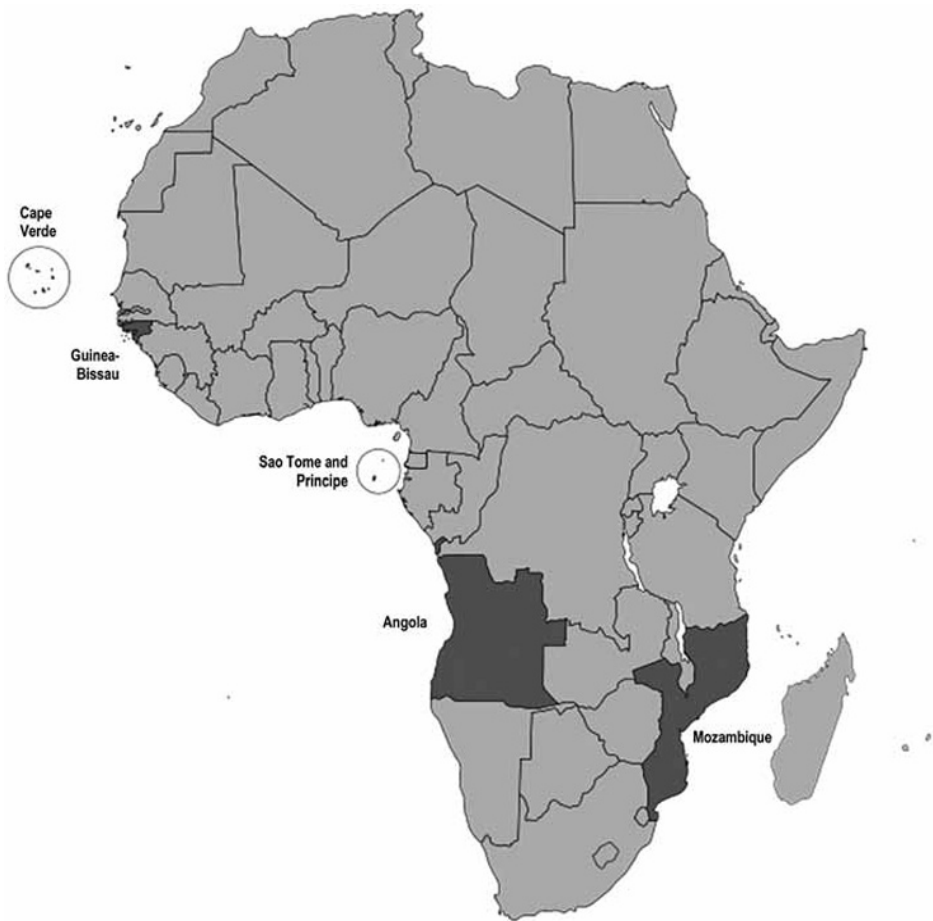 Cape
Verde
Guinea-
Bissau
Sao Tome and
Principe
Angola
Mozambique